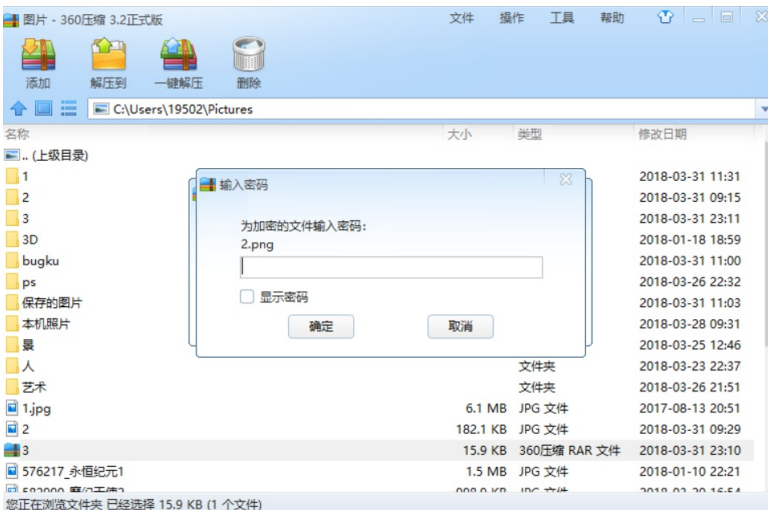 图片 - 360压缩 3.2正式版 文件 操作 工具 帮助
添加 解压到 一键解压 删除
C:\Users\19502\Pictures
名称 大小 类型 修改日期
.. (上级目录)
1 2018-03-31 11:31
2 2018-03-31 09:15
3 2018-03-31 23:11
3D 2018-01-18 18:59
bugku 2018-03-31 11:00
ps 2018-03-26 22:32
保存的图片 2018-03-31 11:03
本机照片 2018-03-28 09:31
景 2018-03-25 12:46
人 文件夹 2018-03-23 22:37
艺术 文件夹 2018-03-26 21:51
1.jpg 6.1 MB JPG 文件 2017-08-13 20:51
2 182.1 KB JPG 文件 2018-03-31 09:29
3 15.9 KB 360压缩 RAR 文件 2018-03-31 23:10
576217_永恒纪元1 1.5 MB JPG 文件 2018-01-10 22:21
输入密码
为加密的文件输入密码:
2.png
显示密码
确定 取消
您正在浏览文件夹 已经选择 15.9 KB (1 个文件)